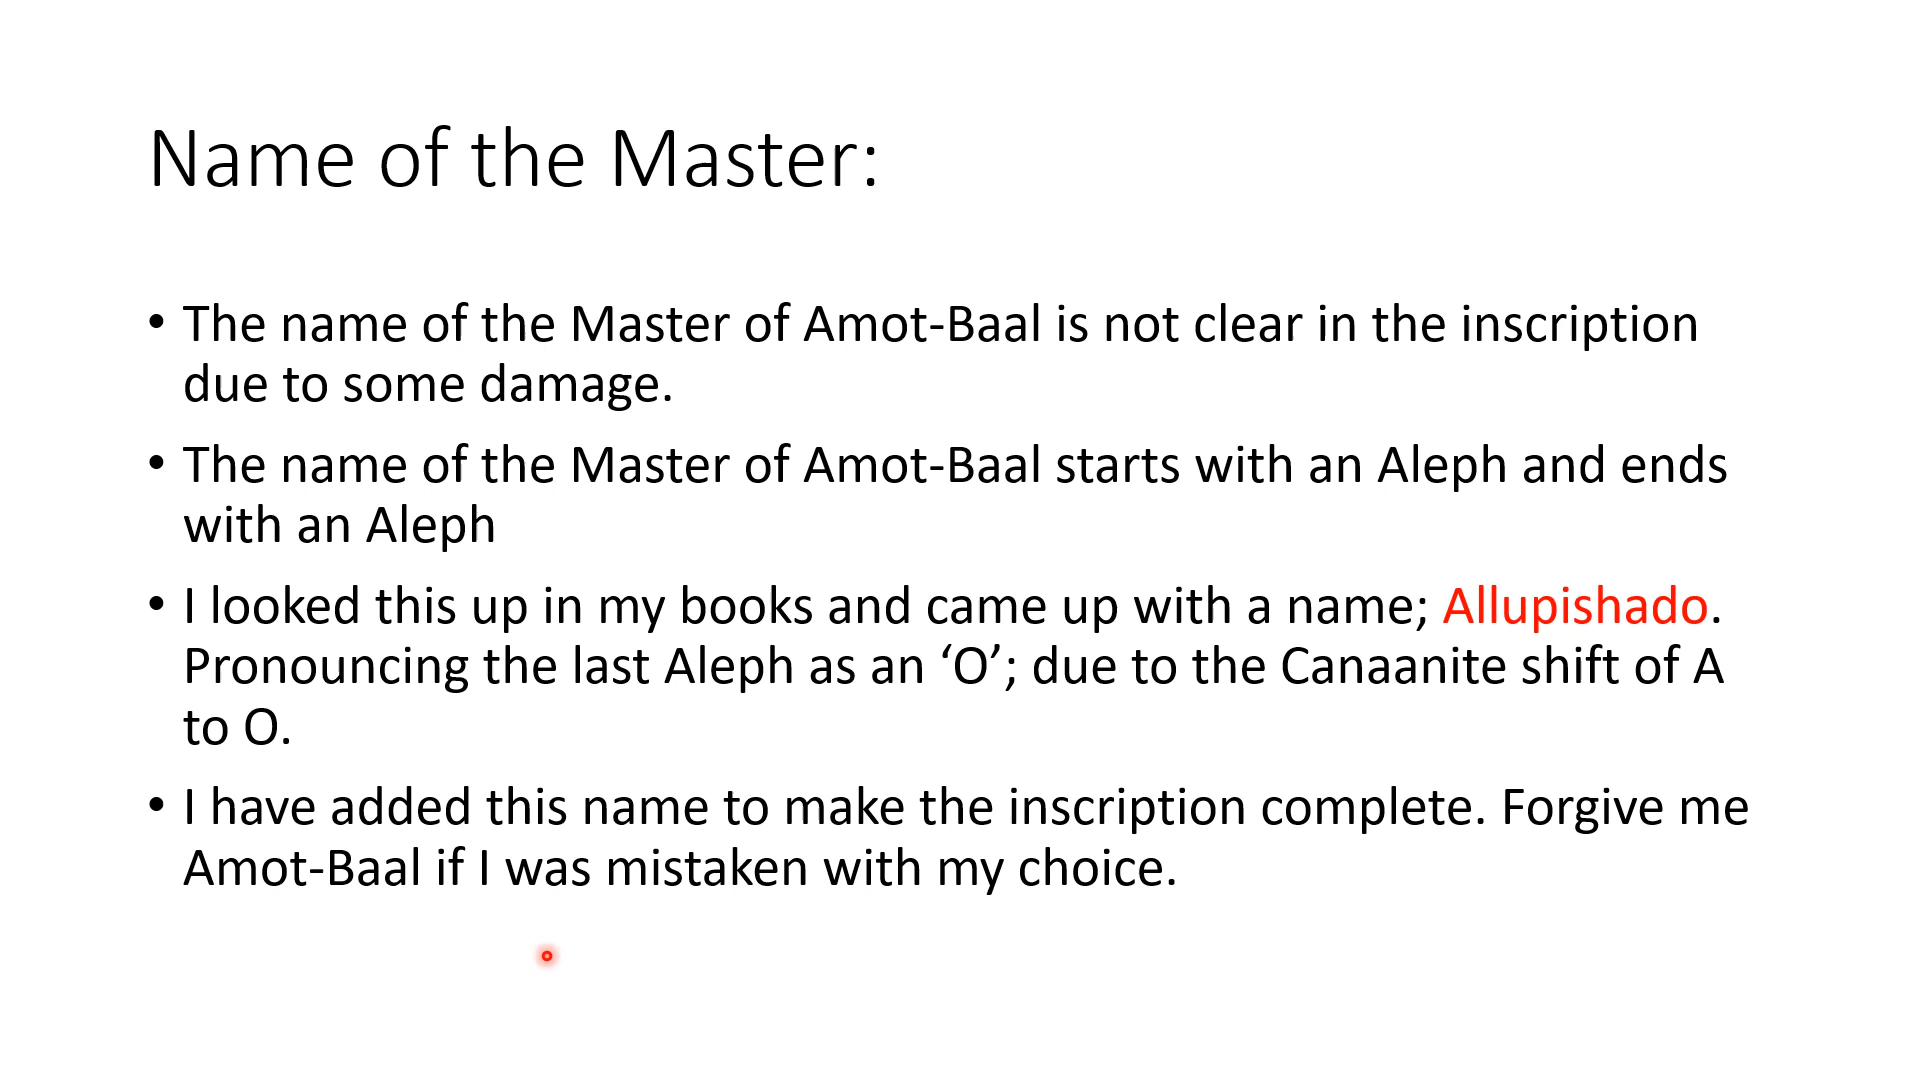 Name of the Master:
• The name of the Master of Amot-Baal is not clear in the inscription
due to some damage.
• The name of the Master of Amot-Baal starts with an Aleph and ends
with an Aleph
• I looked this up in my books and came up with a name; Allupishado.
Pronouncing the last Aleph as an ‘O’; due to the Canaanite shift of A
to O.
• I have added this name to make the inscription complete. Forgive me
Amot-Baal if I was mistaken with my choice.